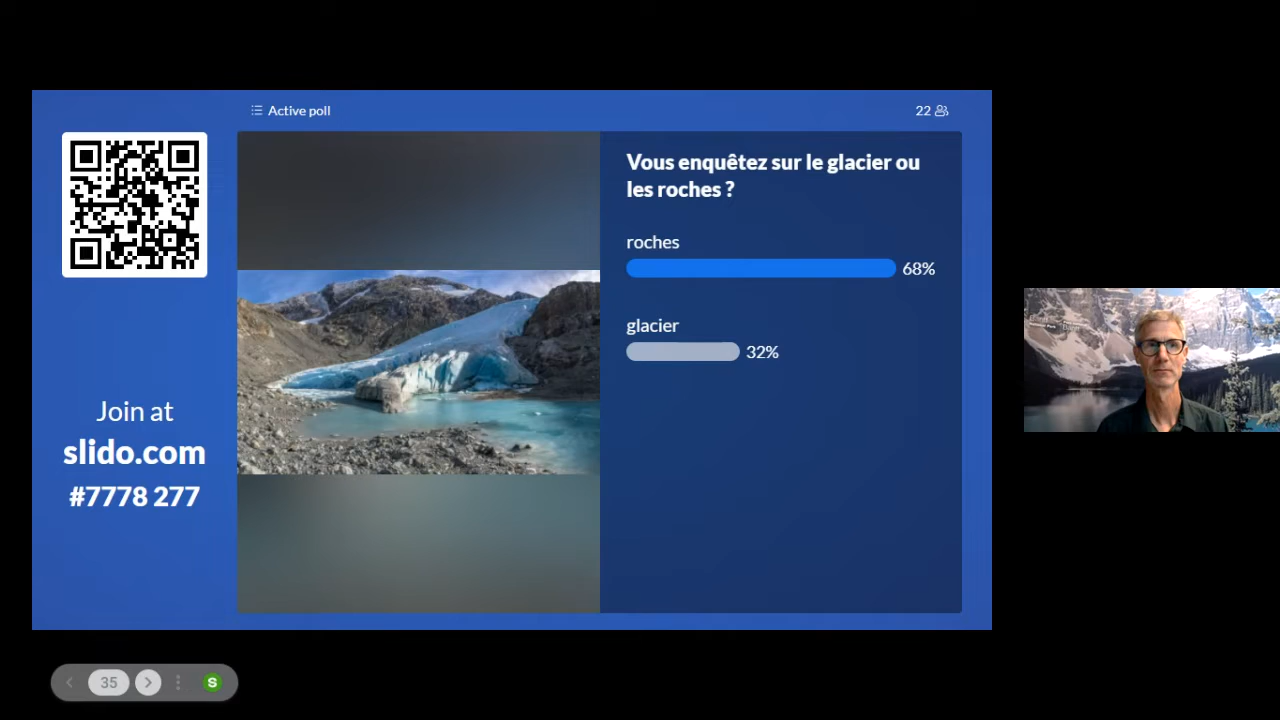 Active poll
22
Vous enquêtez sur le glacier ou
les roches ?
roches
68%
glacier
32%
Join at
slido.com
#7778 277
35
S